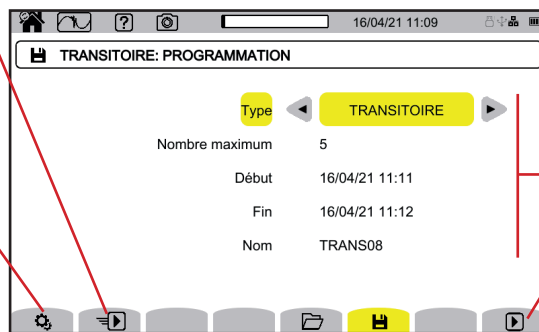 16/04/21 11:09
TRANSITOIRE: PROGRAMMATION
Type TRANSITOIRE
Nombre maximum 5
Début 16/04/21 11:11
Fin 16/04/21 11:12
Nom TRANS08